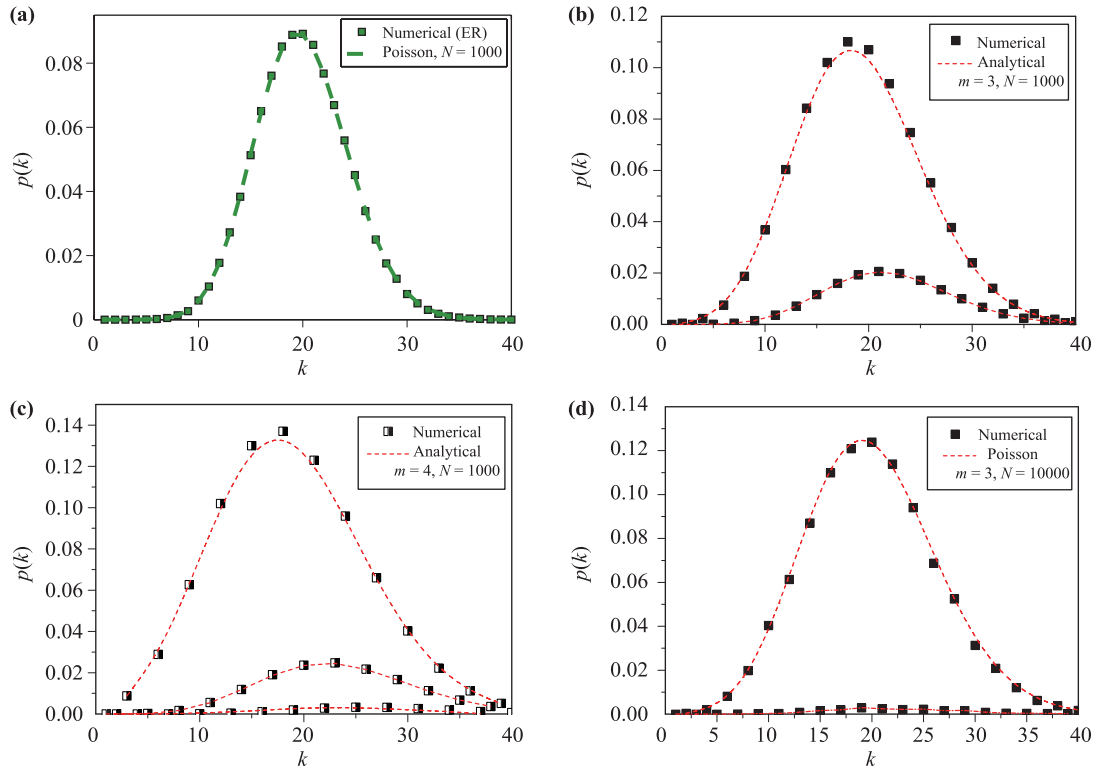 (a)
Numerical (ER)
Poisson, N = 1000
0.08
0.06
0.04
0.02
0
p(k)
0
10
20
30
40
k
(b)
0.12
Numerical
Analytical
m = 3, N = 1000
0.10
0.08
0.06
0.04
0.02
0.00
p(k)
10
20
30
40
k
(c)
0.14
Numerical
Analytical
m = 4, N = 1000
0.12
0.10
0.08
0.06
0.04
0.02
0.00
p(k)
0
10
20
30
40
k
(d)
0.14
Numerical
Poisson
m = 3, N = 10000
0.12
0.10
0.08
0.06
0.04
0.02
0.00
p(k)
0
5
10
15
20
25
30
35
40
k